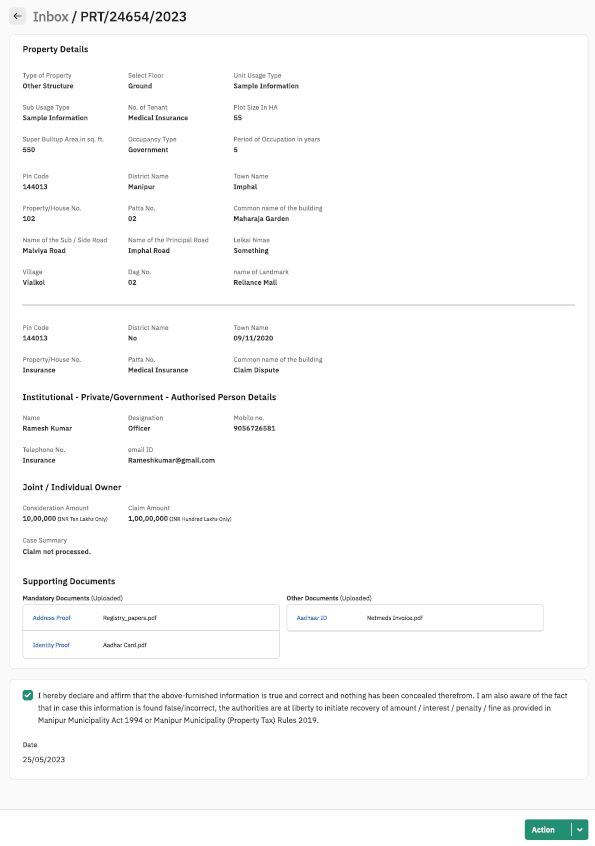 Inbox / PRT/24654/2023
Property Details
Type of Property Select Floor Unit Usage Type
Other Structure Ground Sample Information
Sub Usage Type No. of Tenant Plot Size In HA
Sample Information Medical Insurance 55
Super Builtup Area in sq. ft. Occupancy Type Period of Occupation in years
550 Government 5
Pin Code District Name Town Name
144013 Manipur Imphal
Property/House No. Patta No. Common name of the building
102 02 Maharaja Garden
Name of the Sub / Side Road Name of the Principal Road Leikai Nmae
Malviya Road Imphal Road Something
Village Dag No. name of Landmark
Vialkol 02 Reliance Mall
Pin Code District Name Town Name
144013 No 09/11/2020
Property/House No. Patta No. Common name of the building
Insurance Medical Insurance Claim Dispute
Institutional - Private/Government - Authorised Person Details
Name Designation Mobile no.
Ramesh Kumar Officer 9056726581
Telephone No. email ID
Insurance Rameshkumar@gmail.com
Joint / Individual Owner
Consideration Amount Claim Amount
10,00,000 (INR Ten Lakhs Only) 1,00,00,000 (INR Hundred Lakhs Only)
Case Summary
Claim not processed.
Supporting Documents
Mandatory Documents (Uploaded) Other Documents (Uploaded)
Address Proof Registry_papers.pdf Aadhaar ID Netmeds Invoice.pdf
Identity Proof Aadhar Card.pdf
I hereby declare and affirm that the above-furnished information is true and correct and nothing has been concealed therefrom. I am also aware of the fact
that in case this information is found false/incorrect, the authorities are at liberty to initiate recovery of amount / interest / penalty / fine as provided in
Manipur Municipality Act 1994 or Manipur Municipality (Property Tax) Rules 2019.
Date
25/05/2023
Action